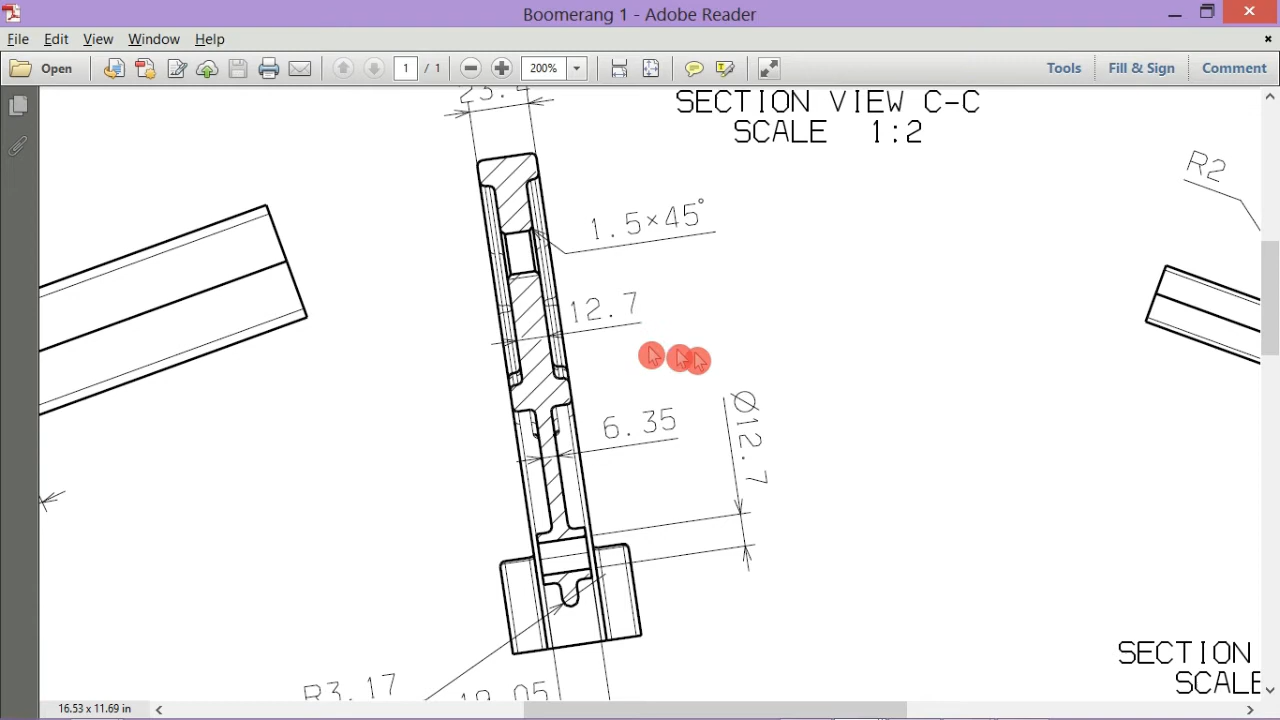 Boomerang 1 - Adobe Reader
File Edit View Window Help
Open 1 / 1 200% Tools Fill & Sign Comment
SECTION VIEW C-C
SCALE 1:2
R2
1.5×45°
12.7
6.35
Ø12.7
SECTION
R3.17
16.53 x 11.69 in